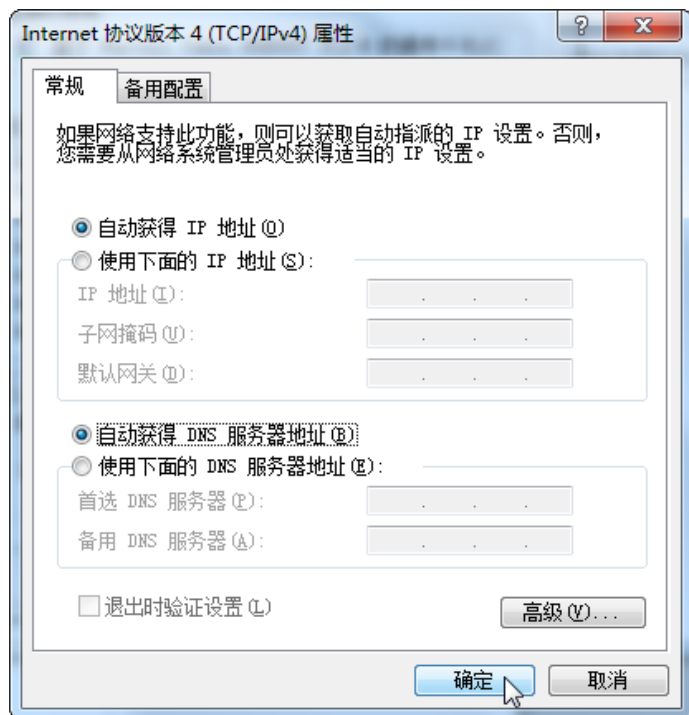 Internet 协议版本 4 (TCP/IPv4) 属性
常规
备用配置
如果网络支持此功能，则可以获取自动指派的 IP 设置。否则，
您需要从网络系统管理员处获得适当的 IP 设置。
自动获得 IP 地址(O)
使用下面的 IP 地址(S):
IP 地址(I):
子网掩码(U):
默认网关(D):
自动获得 DNS 服务器地址(B)
使用下面的 DNS 服务器地址(E):
首选 DNS 服务器(P):
备用 DNS 服务器(A):
退出时验证设置(L)
高级(V)...
确定
取消